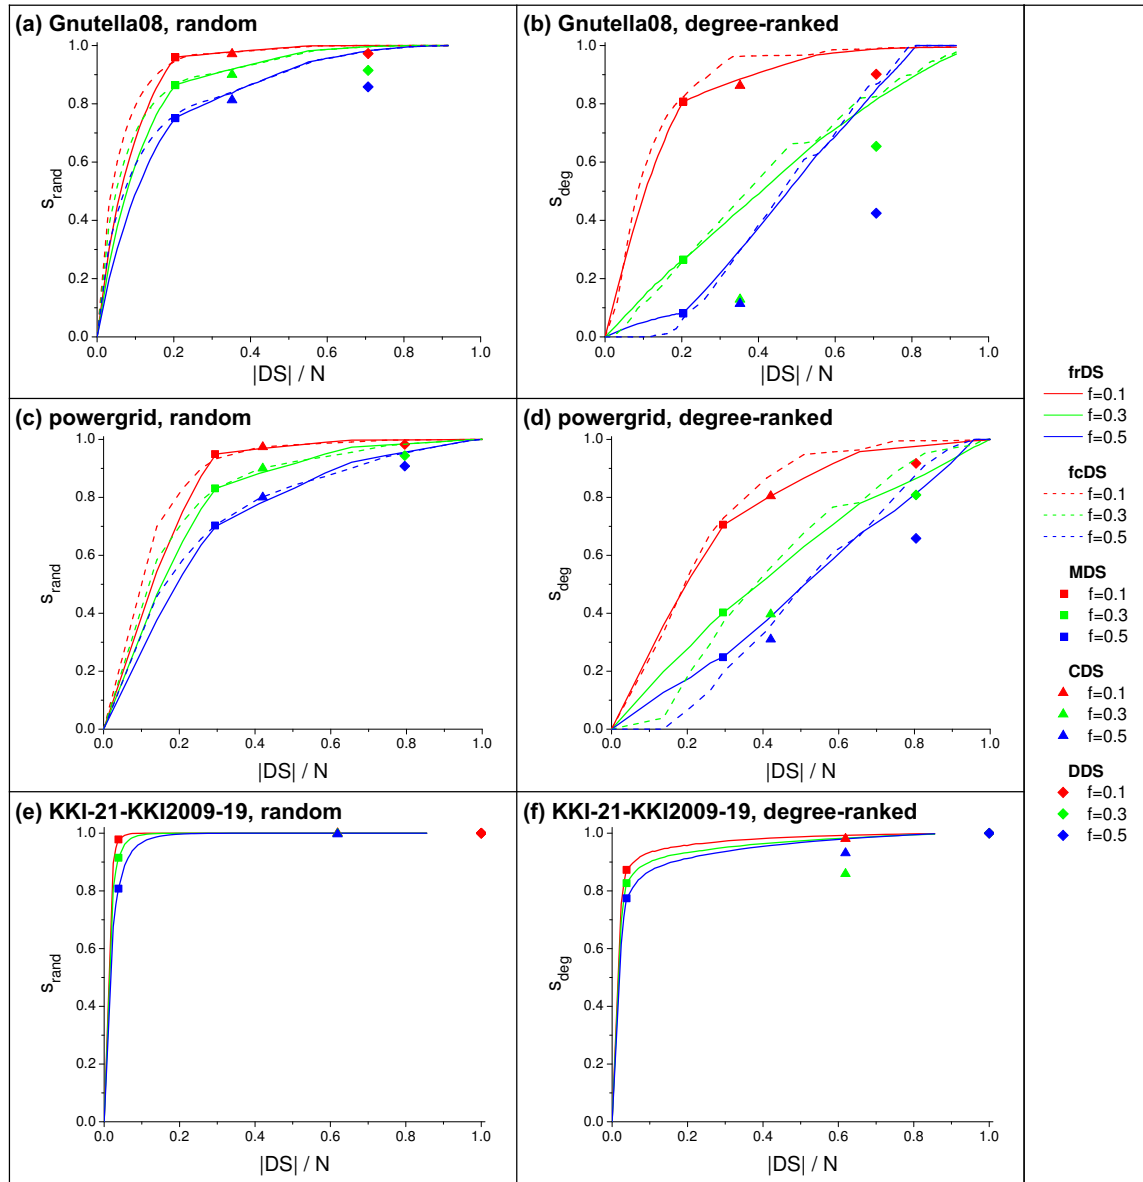 (a) Gnutella08, random
1.0
0.8
0.6
0.4
0.2
0.0
s_rand
0.0 0.2 0.4 0.6 0.8 1.0
|DS| / N
(b) Gnutella08, degree-ranked
1.0
0.8
0.6
0.4
0.2
0.0
s_deg
0.0 0.2 0.4 0.6 0.8 1.0
|DS| / N
(c) powergrid, random
1.0
0.8
0.6
0.4
0.2
0.0
s_rand
0.0 0.2 0.4 0.6 0.8 1.0
|DS| / N
(d) powergrid, degree-ranked
1.0
0.8
0.6
0.4
0.2
0.0
s_deg
0.0 0.2 0.4 0.6 0.8 1.0
|DS| / N
(e) KKI-21-KKI2009-19, random
1.0
0.8
0.6
0.4
0.2
0.0
s_rand
0.0 0.2 0.4 0.6 0.8 1.0
|DS| / N
(f) KKI-21-KKI2009-19, degree-ranked
1.0
0.8
0.6
0.4
0.2
0.0
s_deg
0.0 0.2 0.4 0.6 0.8 1.0
|DS| / N
frDS
f=0.1
f=0.3
f=0.5
fcDS
f=0.1
f=0.3
f=0.5
MDS
f=0.1
f=0.3
f=0.5
CDS
f=0.1
f=0.3
f=0.5
DDS
f=0.1
f=0.3
f=0.5